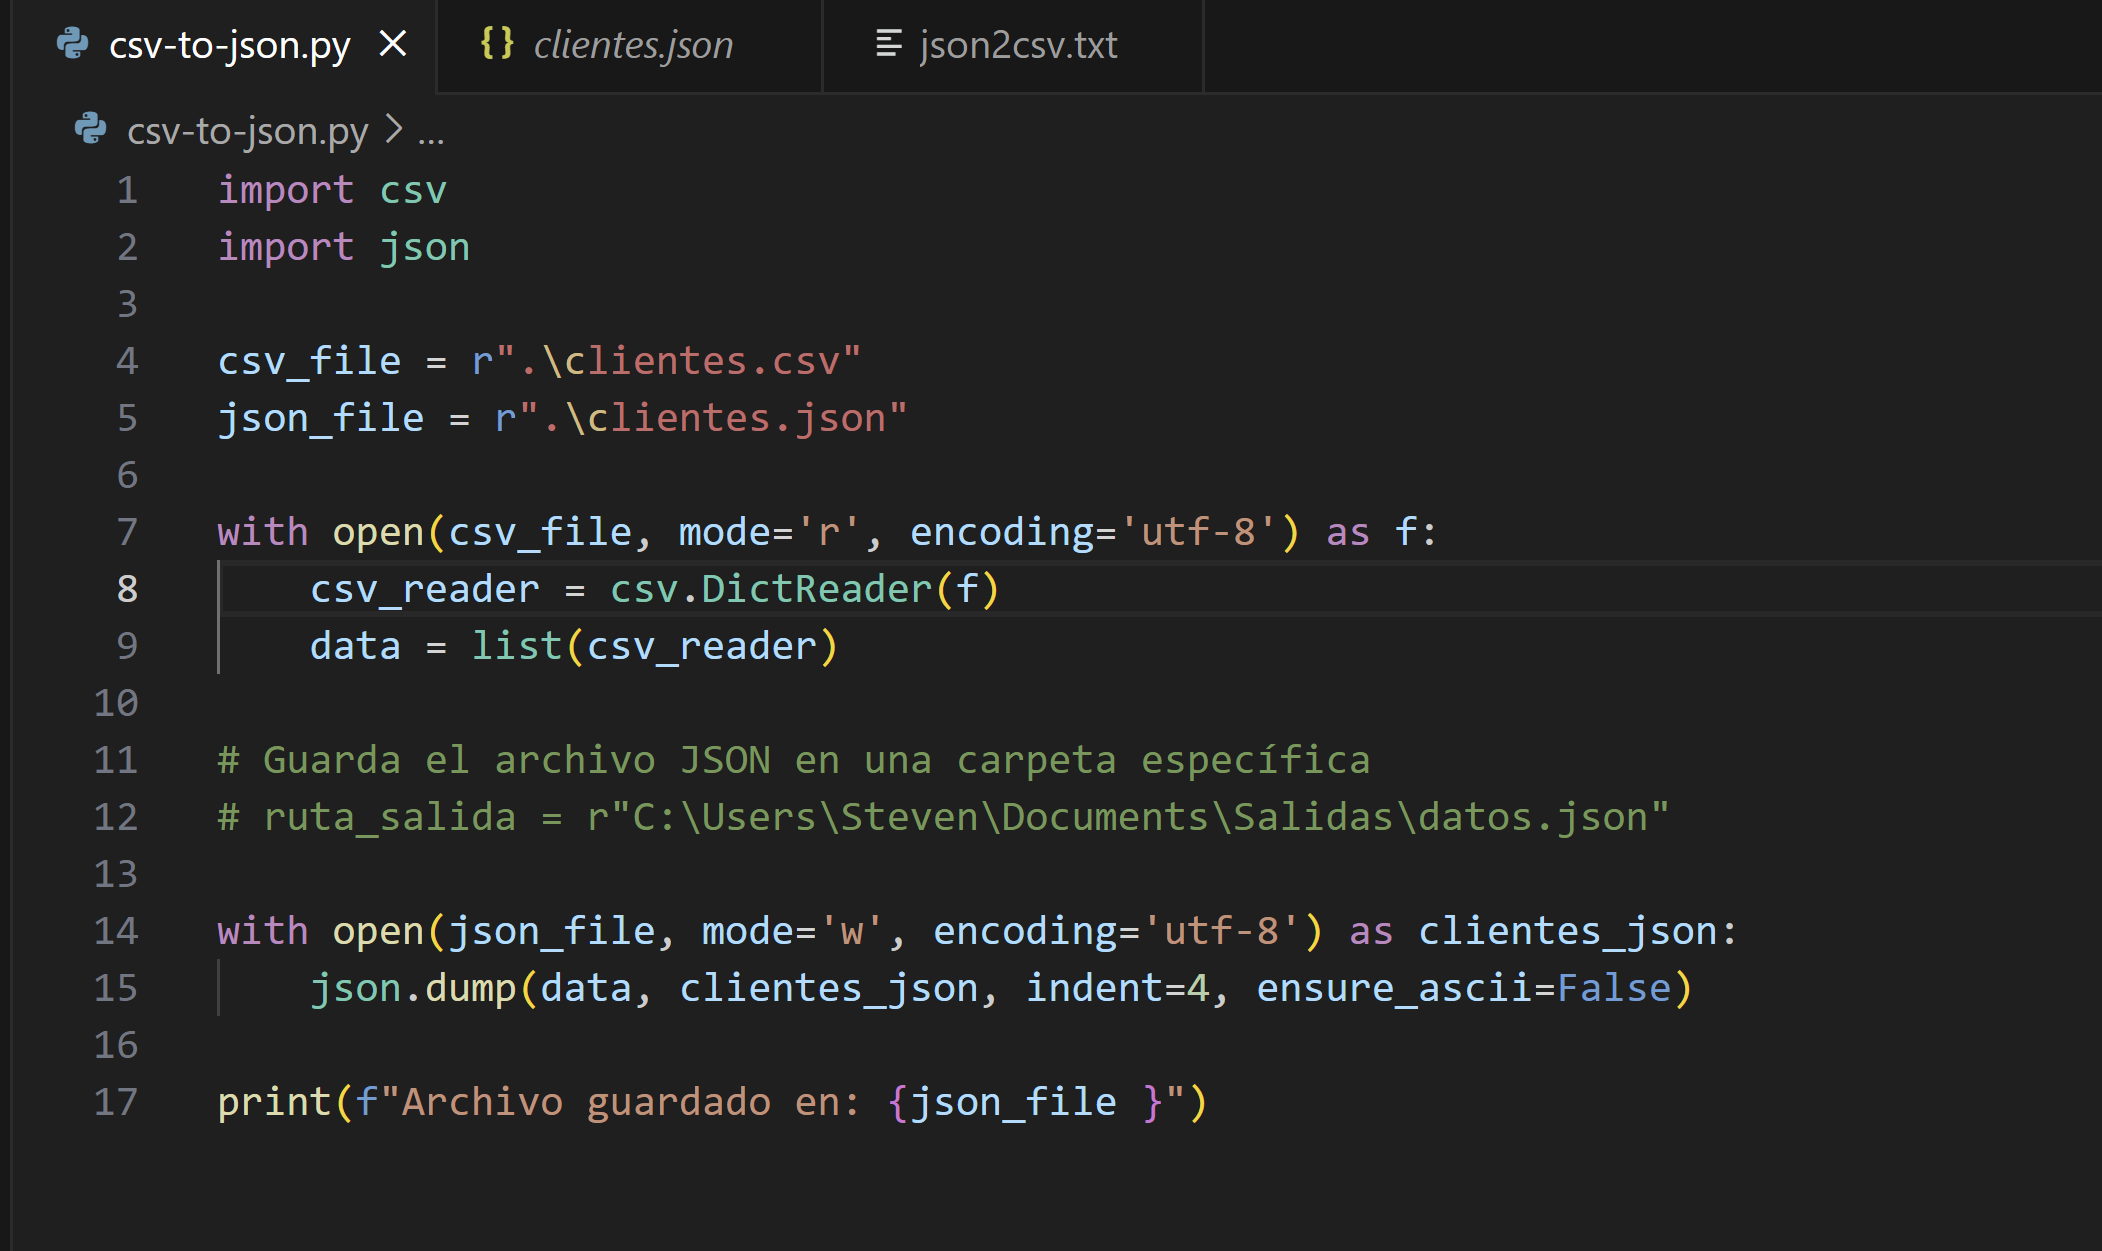 csv-to-json.py × {} clientes.json json2csv.txt
csv-to-json.py > ...
1 import csv
2 import json
3
4 csv_file = r".\clientes.csv"
5 json_file = r".\clientes.json"
6
7 with open(csv_file, mode='r', encoding='utf-8') as f:
8     csv_reader = csv.DictReader(f)
9     data = list(csv_reader)
10
11 # Guarda el archivo JSON en una carpeta específica
12 # ruta_salida = r"C:\Users\Steven\Documents\Salidas\datos.json"
13
14 with open(json_file, mode='w', encoding='utf-8') as clientes_json:
15     json.dump(data, clientes_json, indent=4, ensure_ascii=False)
16
17 print(f"Archivo guardado en: {json_file }")